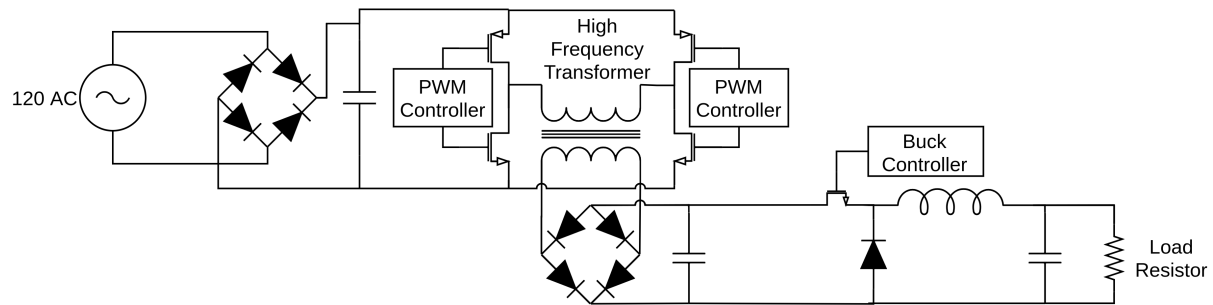 120 AC
PWM
Controller
High
Frequency
Transformer
PWM
Controller
Buck
Controller
Load
Resistor